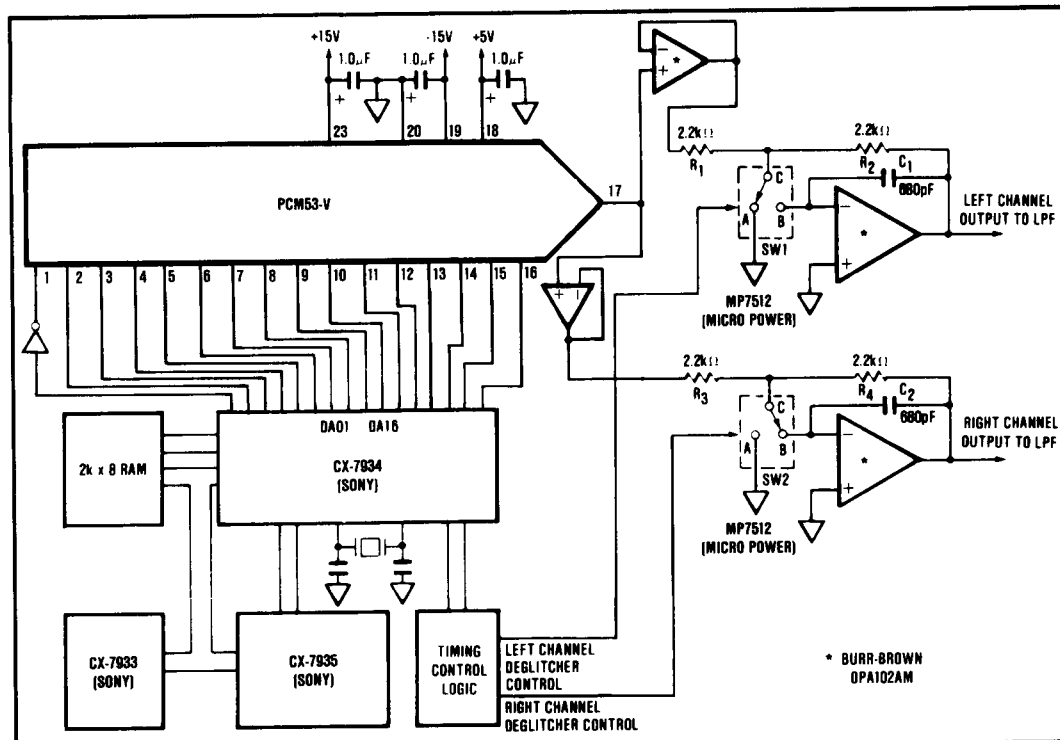 +15V
-15V
+5V
1.0µF
1.0µF
1.0µF
+
+
+
23
20
19
18
PCM53-V
17
1
2
3
4
5
6
7
8
9
10
11
12
13
14
15
16
−
+
*
2.2kΩ
R1
2.2kΩ
R2
C1
680pF
C
A
B
SW1
−
+
*
LEFT CHANNEL
OUTPUT TO LPF
MP7512
(MICRO POWER)
+
−
2.2kΩ
R3
2.2kΩ
R4
C2
680pF
C
A
B
SW2
−
+
*
RIGHT CHANNEL
OUTPUT TO LPF
MP7512
(MICRO POWER)
2k x 8 RAM
DA01
DA16
CX-7934
(SONY)
CX-7933
(SONY)
CX-7935
(SONY)
TIMING
CONTROL
LOGIC
LEFT CHANNEL
DEGLITCHER
CONTROL
RIGHT CHANNEL
DEGLITCHER CONTROL
* BURR-BROWN
OPA102AM